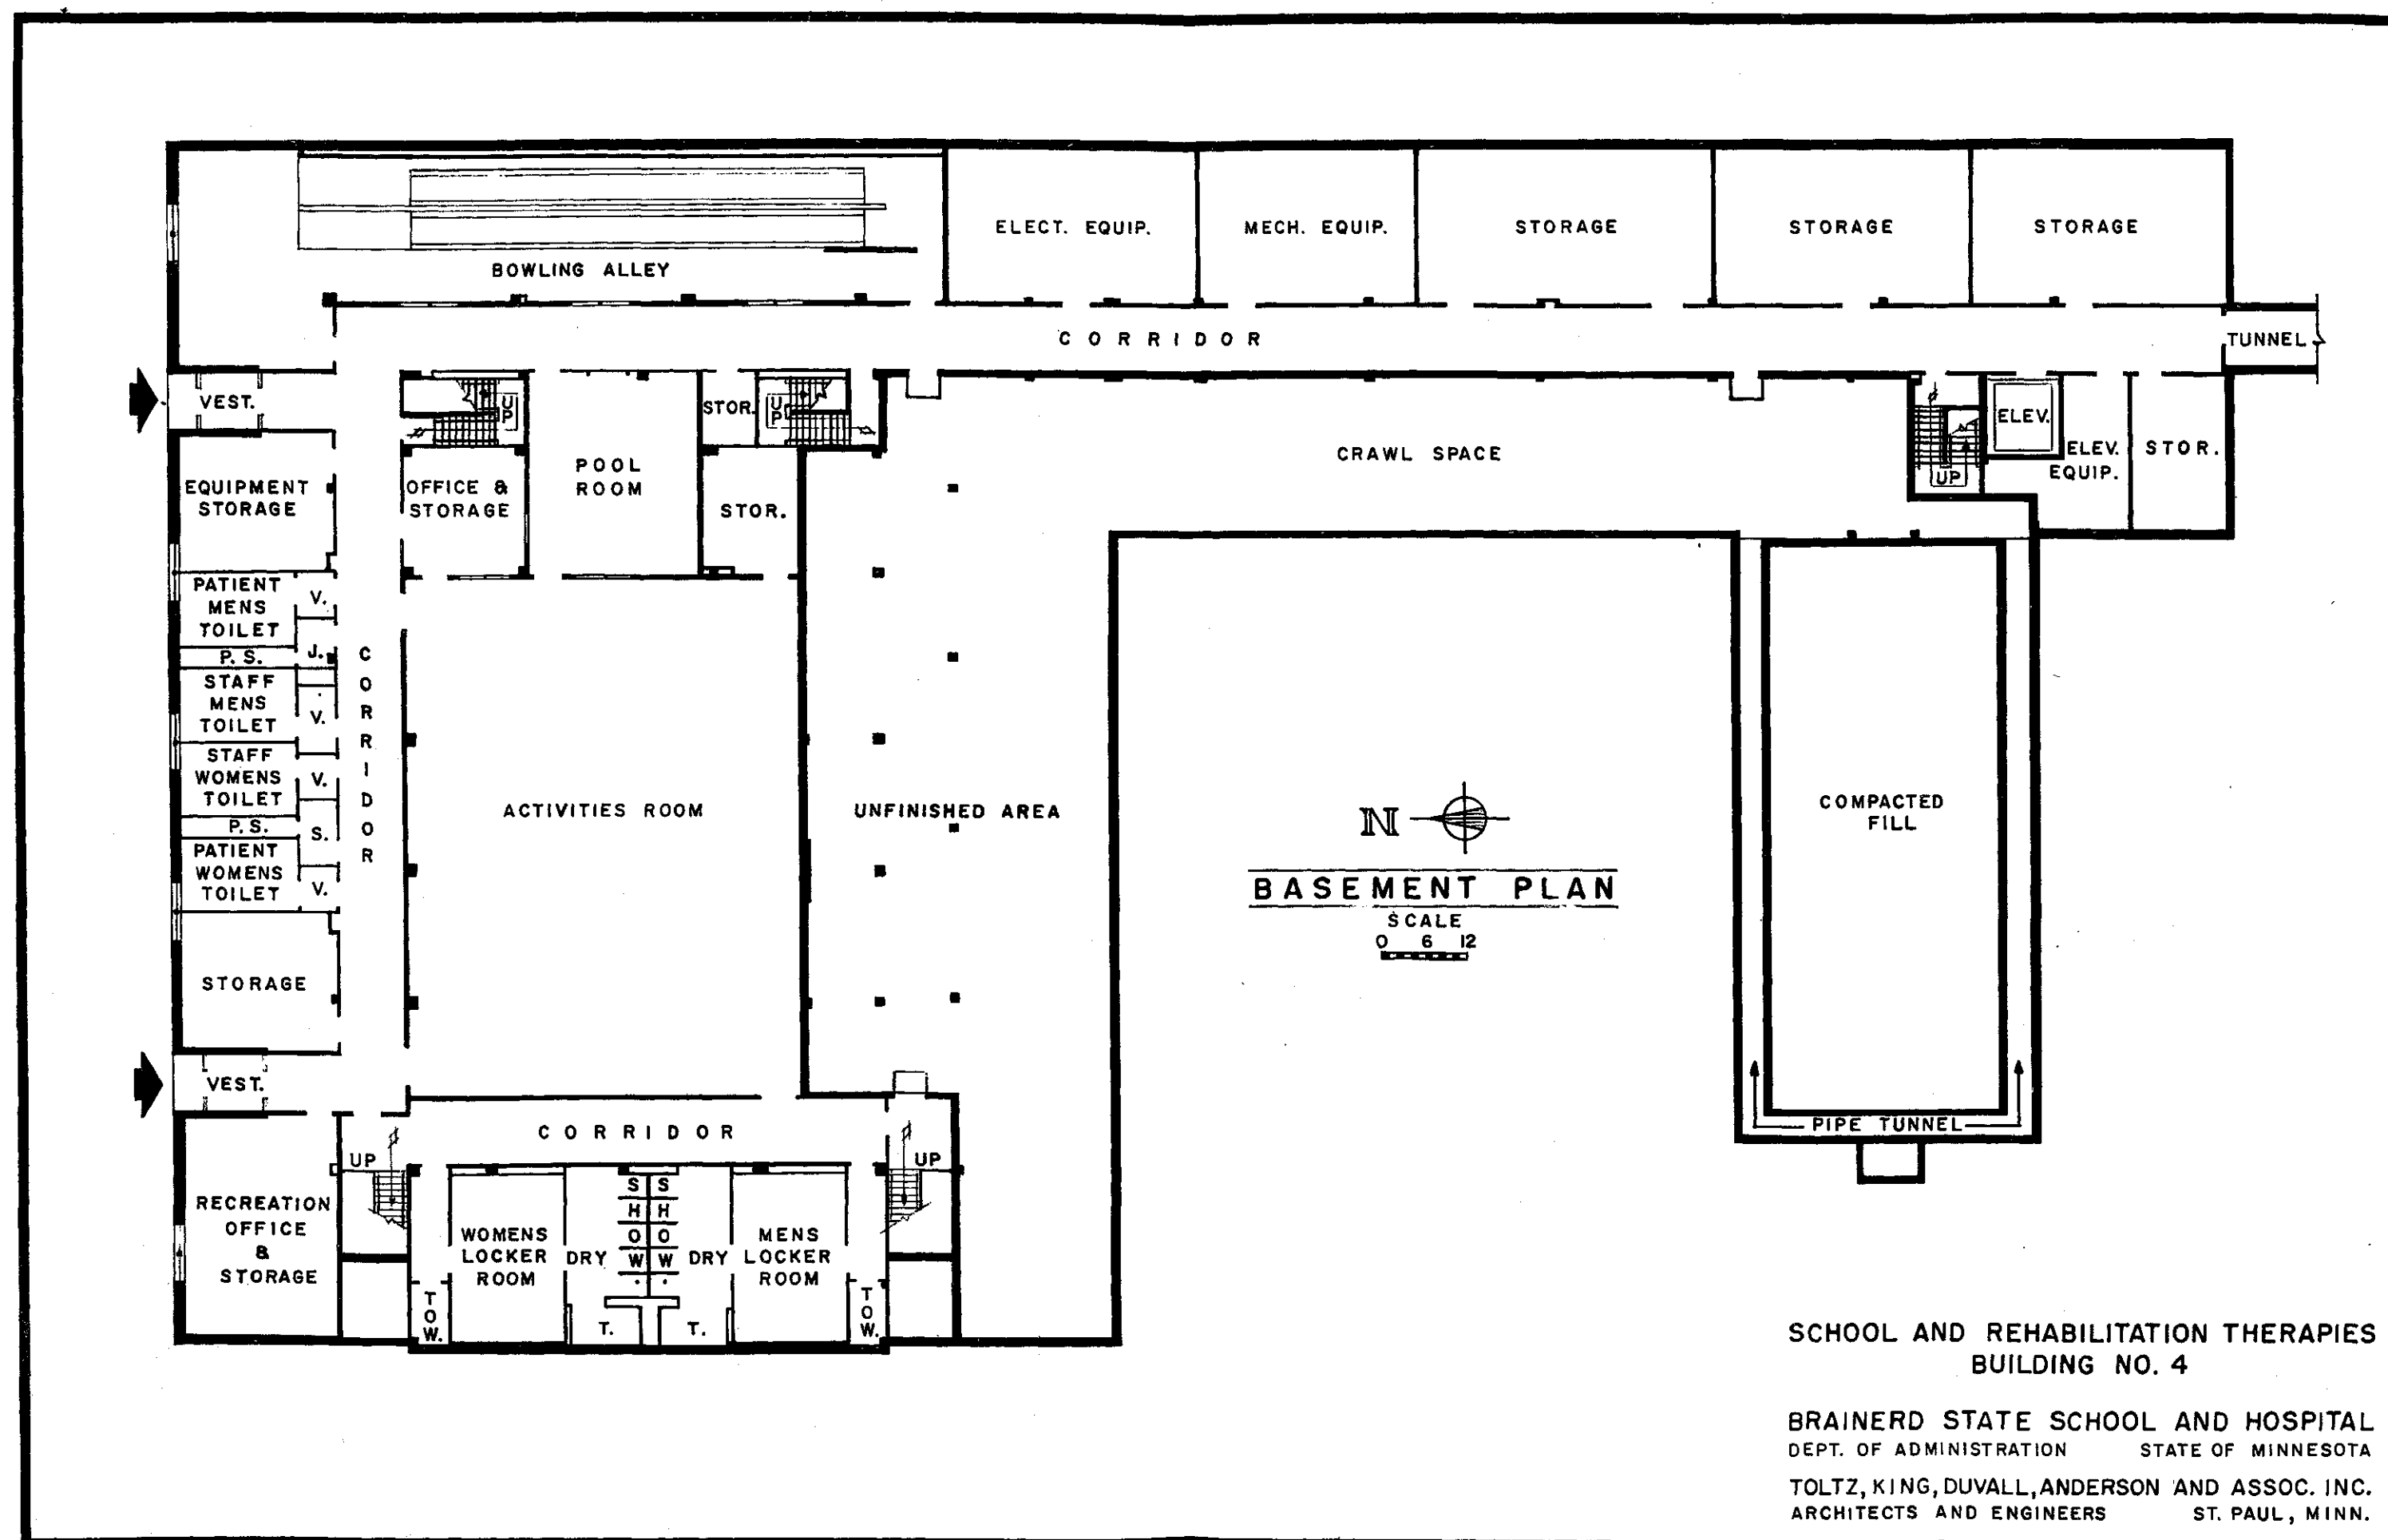 ELECT. EQUIP.
MECH. EQUIP.
STORAGE
STORAGE
STORAGE
BOWLING ALLEY
CORRIDOR
TUNNEL
VEST.
UP
STOR.
UP
ELEV.
ELEV.
EQUIP.
STOR.
UP
CRAWL SPACE
POOL
ROOM
EQUIPMENT
STORAGE
OFFICE &
STORAGE
STOR.
PATIENT
MENS
TOILET
V.
P. S.
J.
STAFF
MENS
TOILET
V.
STAFF
WOMENS
TOILET
V.
P. S.
S.
PATIENT
WOMENS
TOILET
V.
CORRIDOR
ACTIVITIES ROOM
UNFINISHED AREA
COMPACTED
FILL
N
BASEMENT PLAN
SCALE
0 6 12
STORAGE
VEST.
CORRIDOR
PIPE TUNNEL
UP
UP
RECREATION
OFFICE
&
STORAGE
WOMENS
LOCKER
ROOM
DRY
SHOW.
SHOW.
DRY
MENS
LOCKER
ROOM
TOW.
T.
T.
TOW.
SCHOOL AND REHABILITATION THERAPIES
BUILDING NO. 4
BRAINERD STATE SCHOOL AND HOSPITAL
DEPT. OF ADMINISTRATION STATE OF MINNESOTA
TOLTZ, KING, DUVALL, ANDERSON AND ASSOC. INC.
ARCHITECTS AND ENGINEERS ST. PAUL, MINN.